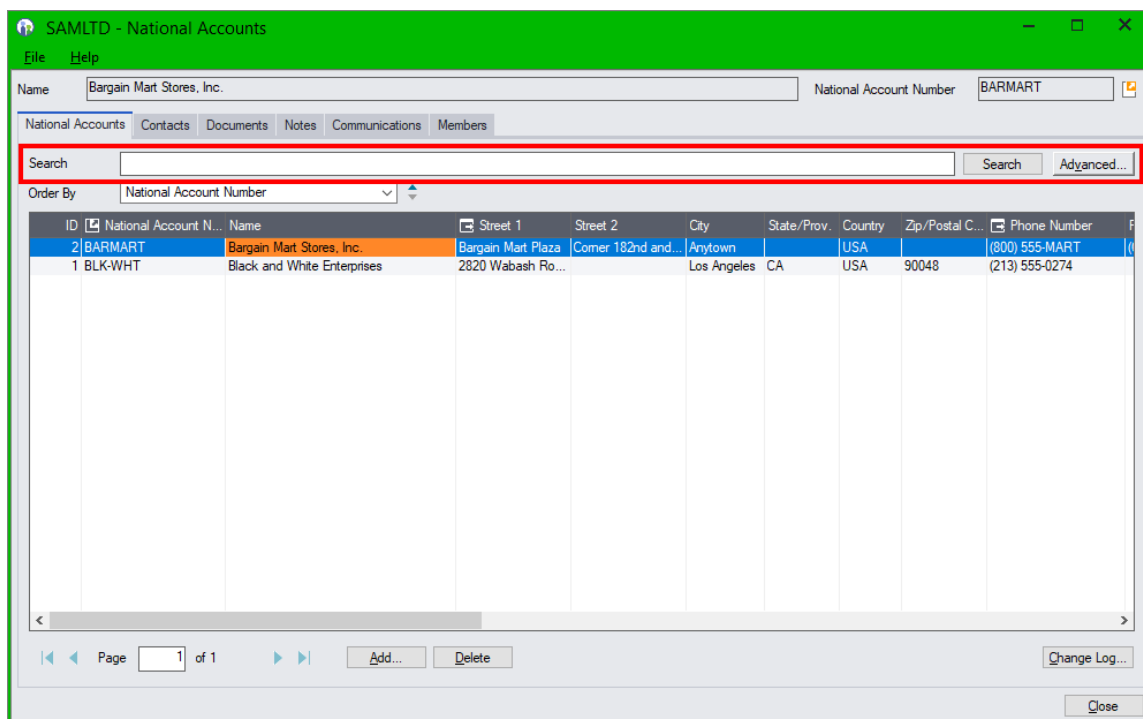 SAMLTD - National Accounts
File Help
Name Bargain Mart Stores, Inc. National Account Number BARMART
National Accounts Contacts Documents Notes Communications Members
Search Search Advanced...
Order By National Account Number
ID National Account N... Name Street 1 Street 2 City State/Prov. Country Zip/Postal C... Phone Number F
2 BARMART Bargain Mart Stores, Inc. Bargain Mart Plaza Corner 182nd and... Anytown USA (800) 555-MART (
1 BLK-WHT Black and White Enterprises 2820 Wabash Ro... Los Angeles CA USA 90048 (213) 555-0274
Page 1 of 1 Add... Delete Change Log...
Close